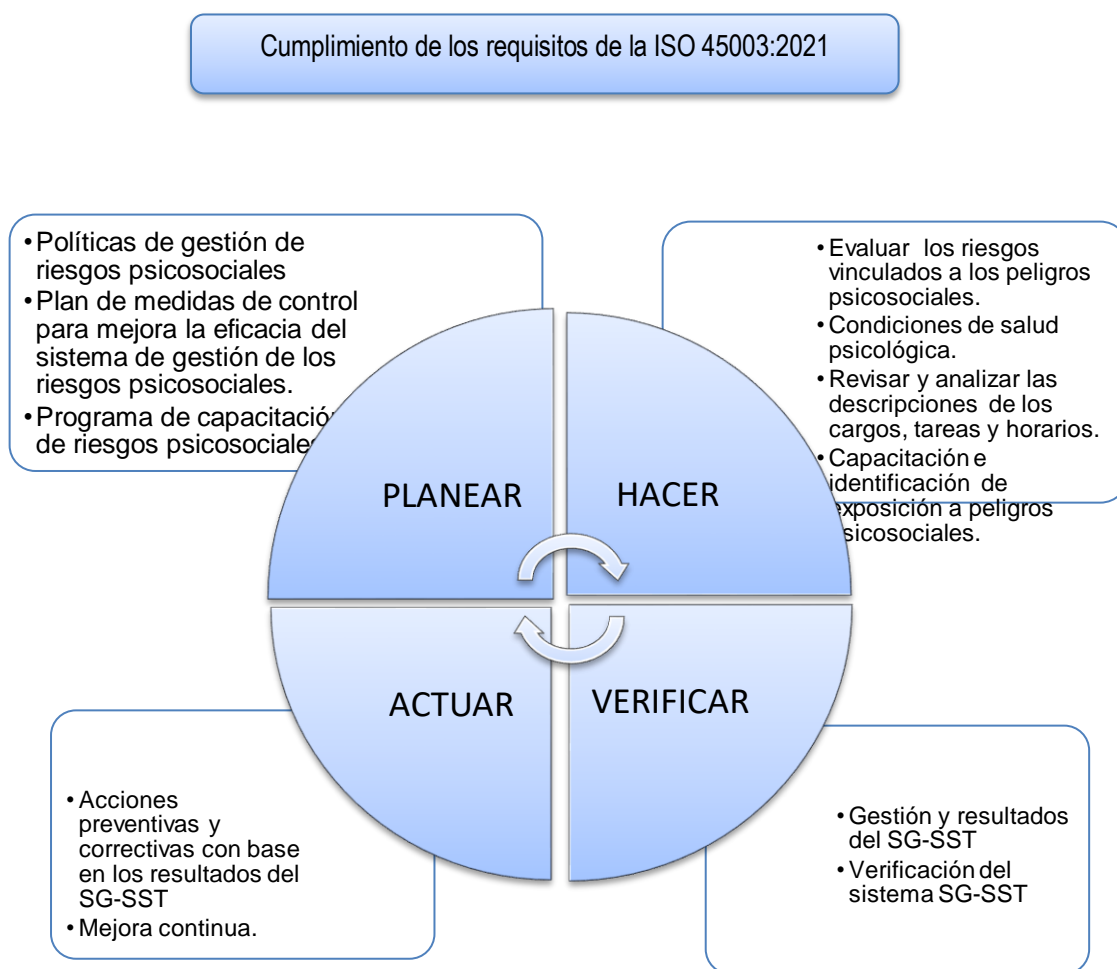 Cumplimiento de los requisitos de la ISO 45003:2021
•Políticas de gestión de
riesgos psicosociales
•Plan de medidas de control
para mejora la eficacia del
sistema de gestión de los
riesgos psicosociales.
•Programa de capacitación
de riesgos psicosociales
•Evaluar los riesgos
vinculados a los peligros
psicosociales.
•Condiciones de salud
psicológica.
•Revisar y analizar las
descripciones de los
cargos, tareas y horarios.
•Capacitación e
identificación de
exposición a peligros
psicosociales.
PLANEAR
HACER
ACTUAR
VERIFICAR
•Acciones
preventivas y
correctivas con base
en los resultados del
SG-SST
•Mejora continua.
•Gestión y resultados
del SG-SST
•Verificación del
sistema SG-SST